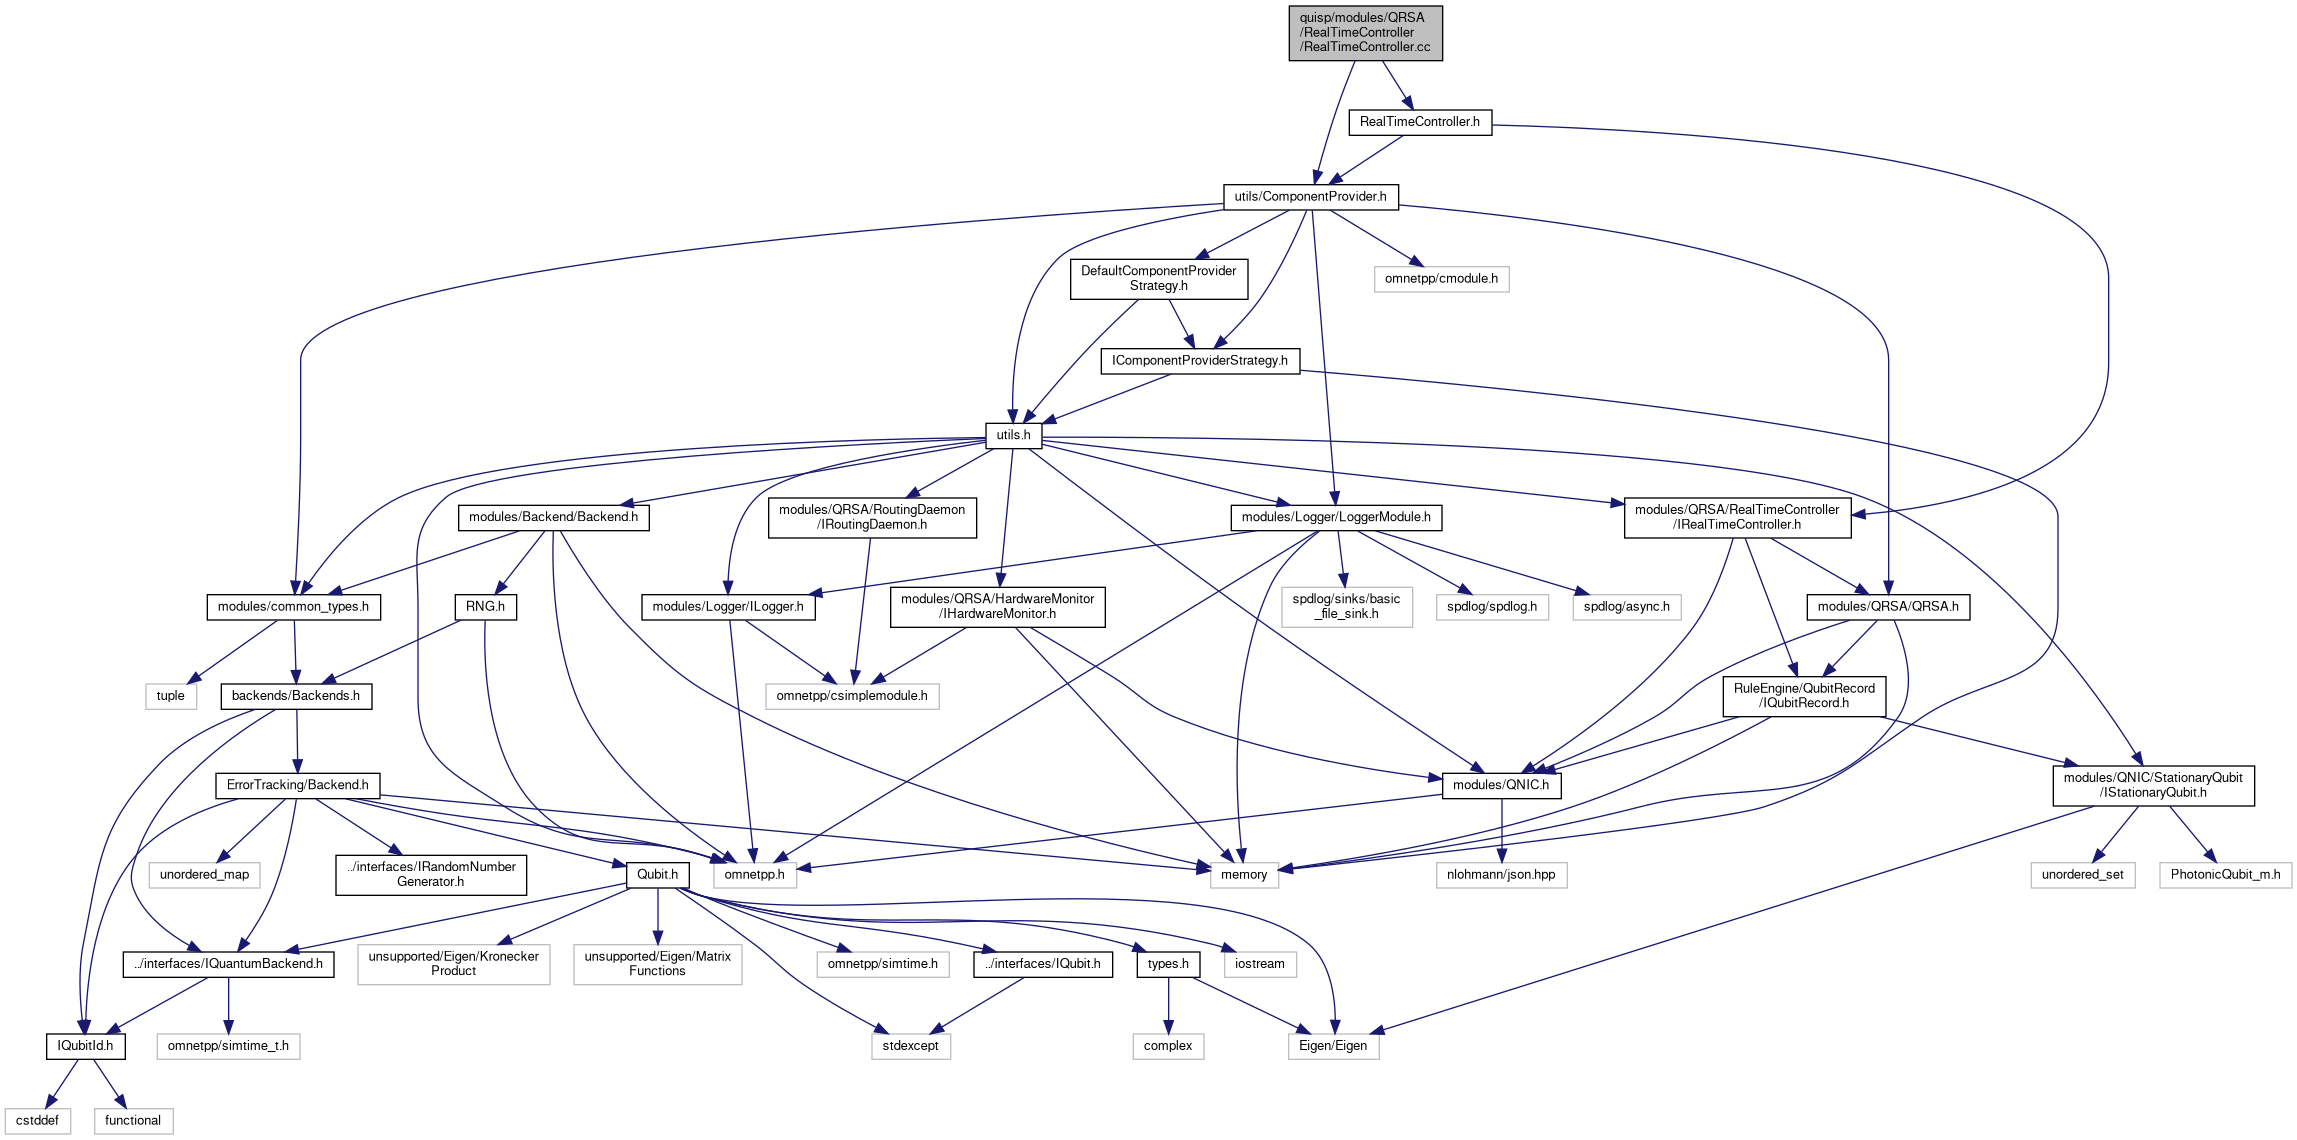 quisp/modules/QRSA
/RealTimeController
/RealTimeController.cc
RealTimeController.h
utils/ComponentProvider.h
DefaultComponentProvider
Strategy.h
omnetpp/cmodule.h
IComponentProviderStrategy.h
utils.h
modules/Backend/Backend.h
modules/QRSA/RoutingDaemon
/IRoutingDaemon.h
modules/Logger/LoggerModule.h
modules/QRSA/RealTimeController
/IRealTimeController.h
modules/common_types.h
RNG.h
modules/Logger/ILogger.h
modules/QRSA/HardwareMonitor
/IHardwareMonitor.h
spdlog/sinks/basic
_file_sink.h
spdlog/spdlog.h
spdlog/async.h
modules/QRSA/QRSA.h
tuple
backends/Backends.h
omnetpp/csimplemodule.h
RuleEngine/QubitRecord
/IQubitRecord.h
ErrorTracking/Backend.h
modules/QNIC.h
modules/QNIC/StationaryQubit
/IStationaryQubit.h
unordered_map
../interfaces/IRandomNumber
Generator.h
Qubit.h
omnetpp.h
memory
nlohmann/json.hpp
unordered_set
PhotonicQubit_m.h
../interfaces/IQuantumBackend.h
unsupported/Eigen/Kronecker
Product
unsupported/Eigen/Matrix
Functions
omnetpp/simtime.h
../interfaces/IQubit.h
types.h
iostream
IQubitId.h
omnetpp/simtime_t.h
stdexcept
complex
Eigen/Eigen
cstddef
functional